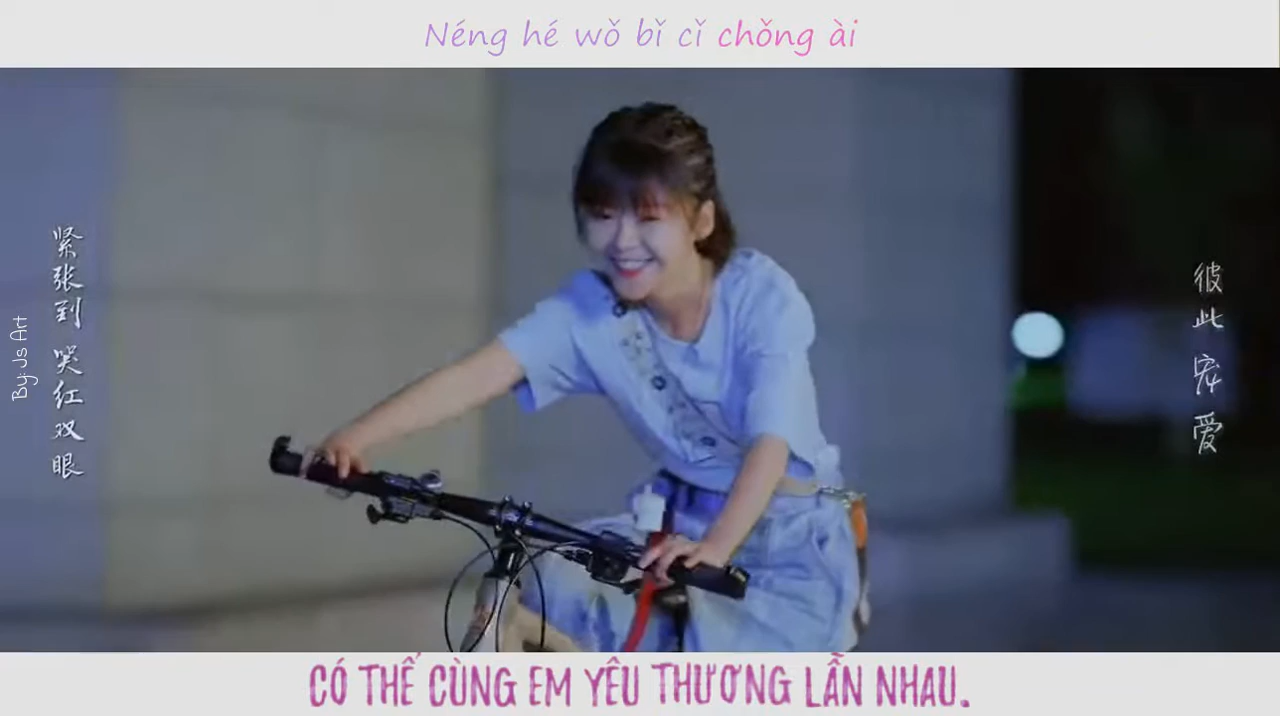 Néng hé wǒ bǐ cǐ chǒng ài
By: Js Art
紧张到 哭红双眼
彼此 宠爱
CÓ THỂ CÙNG EM YÊU THƯƠNG LẪN NHAU.